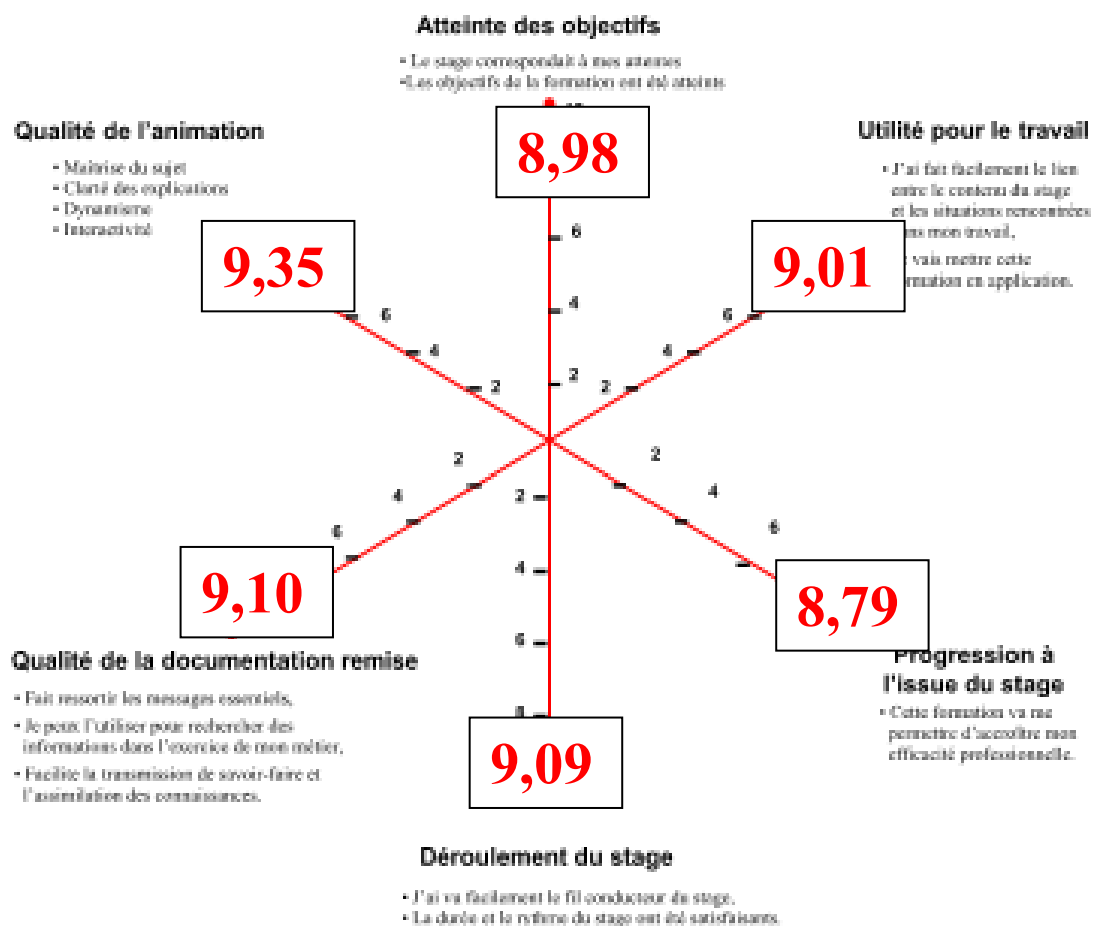 Atteinte des objectifs
• Le stage correspondait à mes attentes
•Les objectifs de la formation ont été atteints
8,98
6
4
2
Utilité pour le travail
• J'ai fait facilement le lien
entre le contenu du stage
et les situations rencontrées
mon travail,
vais mettre cette
en application.
9,01
6
4
2
Progression à
l'issue du stage
• Cette formation va me
permettre d'accroître mon
efficacité professionnelle.
8,79
2
4
6
Déroulement du stage
• J'ai vu facilement le fil conducteur du stage,
• La durée et le rythme du stage ont été satisfaisants
9,09
2
4
6
Qualité de la documentation remise
• Fait ressortir les messages essentiels,
• Je peux l'utiliser pour rechercher des
informations dans l'exercice de mon métier,
• Facilite la transmission de savoir-faire et
l'assimilation des connaissances.
9,10
2
4
6
Qualité de l'animation
• Maîtrise du sujet
• Clarté des explications
• Dynamisme
• Interactivité
9,35
6
4
2